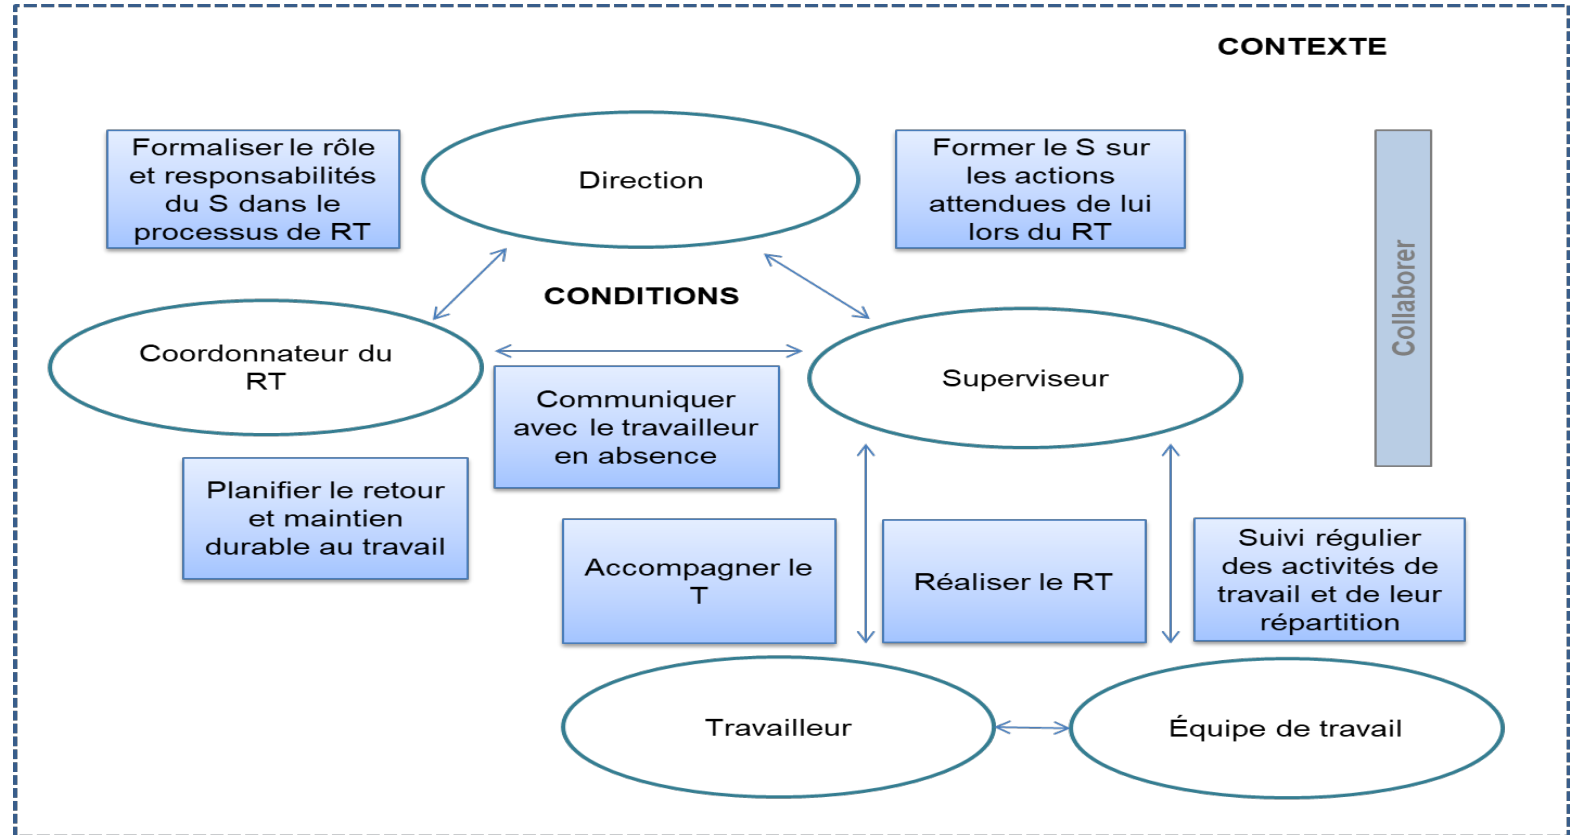 CONTEXTE
Formaliser le rôle
et responsabilités
du S dans le
processus de RT
Direction
Former le S sur
les actions
attendues de lui
lors du RT
Collaborer
CONDITIONS
Coordonnateur du
RT
Superviseur
Communiquer
avec le travailleur
en absence
Planifier le retour
et maintien
durable au travail
Accompagner le
T
Réaliser le RT
Suivi régulier
des activités de
travail et de leur
répartition
Travailleur
Équipe de travail